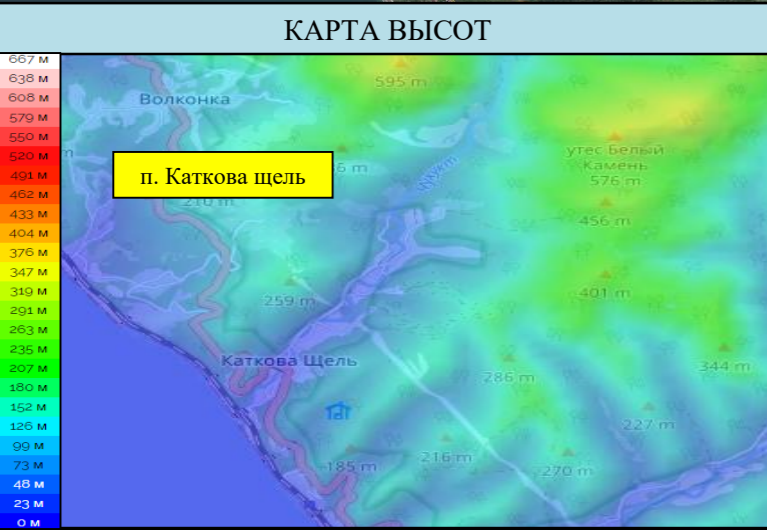 КАРТА ВЫСОТ
667 м
638 м
608 м
579 м
550 м
520 м
491 м
462 м
433 м
404 м
376 м
347 м
319 м
291 м
263 м
235 м
207 м
180 м
152 м
126 м
99 м
73 м
48 м
23 м
0 м
595 m
Волконка
утес Белый
Камень
576 m
п. Каткова щель
6 m
210 m
456 m
259 m
401 m
Каткова Щель
344 m
286 m
227 m
216 m
185 m
270 m